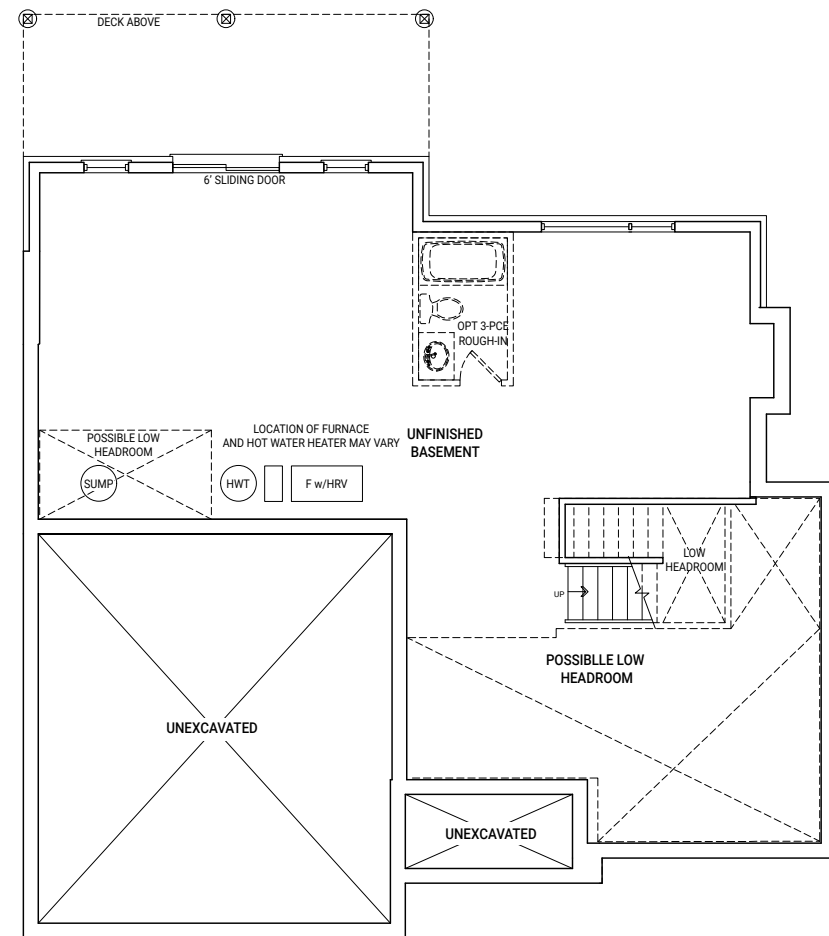 DECK ABOVE
6' SLIDING DOOR
OPT 3-PCE
ROUGH-IN
LOCATION OF FURNACE
AND HOT WATER HEATER MAY VARY
UNFINISHED
BASEMENT
POSSIBLE LOW
HEADROOM
SUMP
HWT
F w/HRV
LOW
HEADROOM
UP
POSSIBLLE LOW
HEADROOM
UNEXCAVATED
UNEXCAVATED